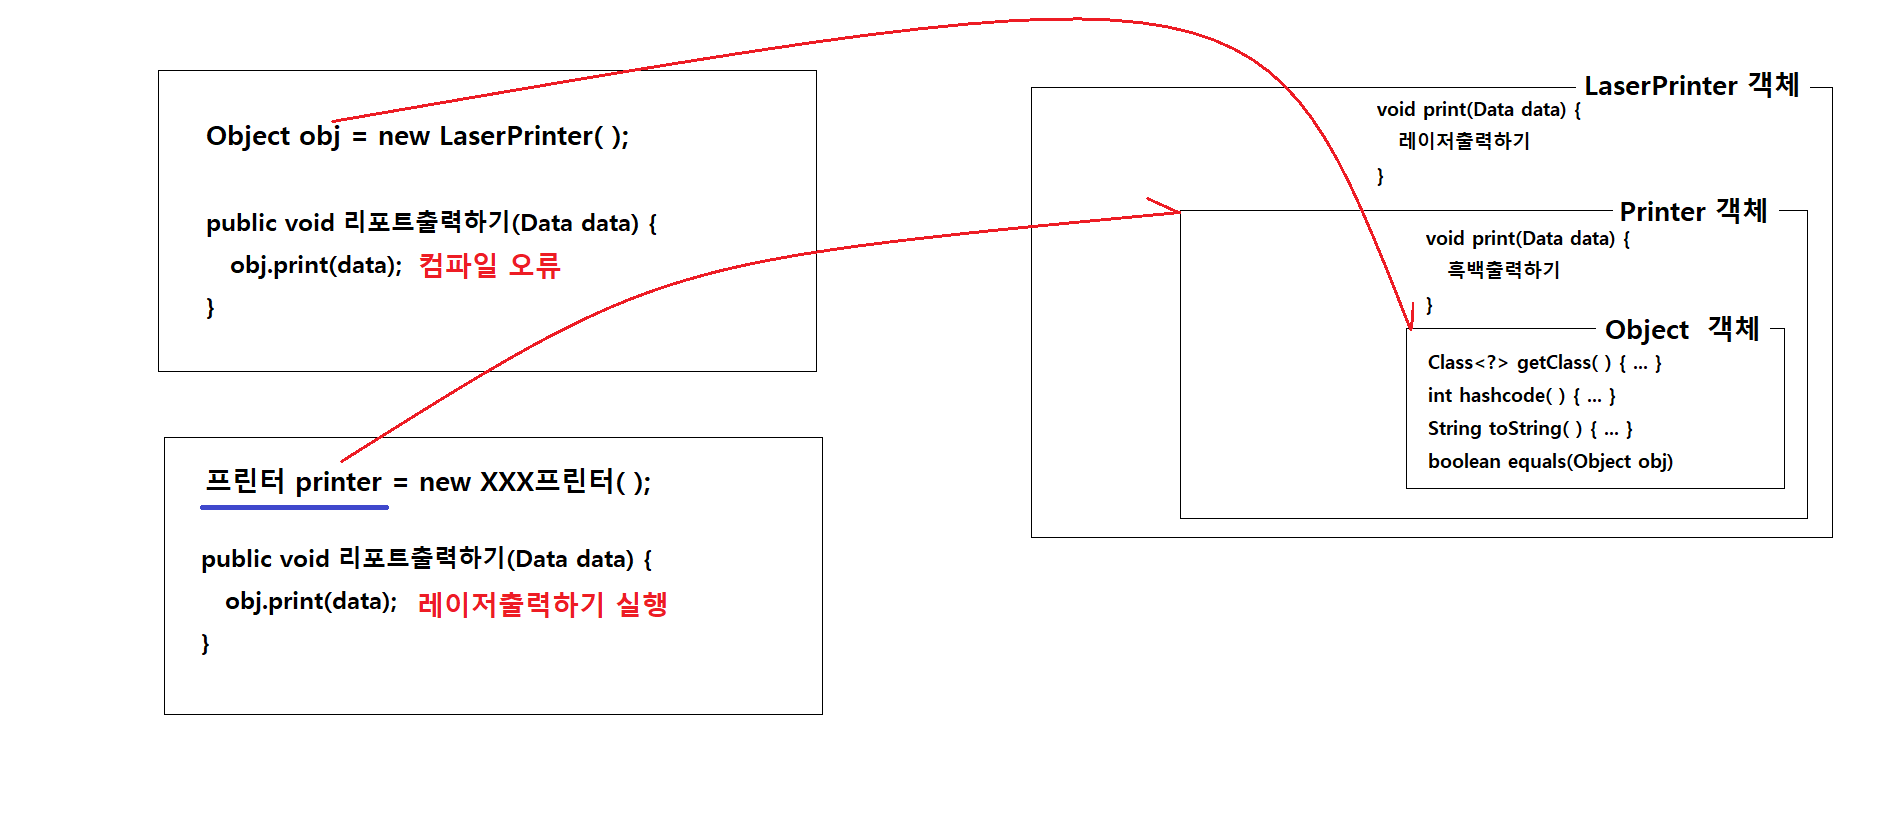 Object obj = new LaserPrinter( );
public void 리포트출력하기(Data data) {
obj.print(data); 컴파일 오류
}
프린터 printer = new XXX프린터( );
public void 리포트출력하기(Data data) {
obj.print(data); 레이저출력하기 실행
}
LaserPrinter 객체
void print(Data data) {
레이저출력하기
}
Printer 객체
void print(Data data) {
흑백출력하기
}
Object 객체
Class<?> getClass( ) { ... }
int hashcode( ) { ... }
String toString( ) { ... }
boolean equals(Object obj)